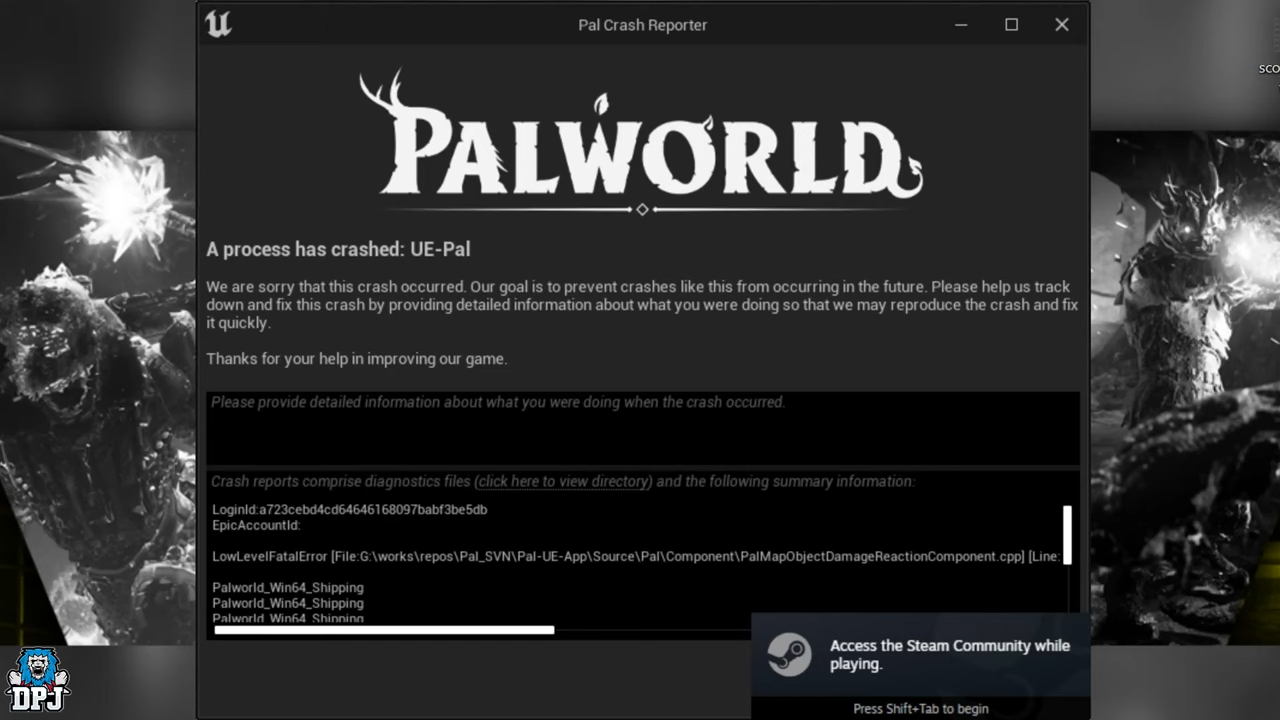 Pal Crash Reporter
PALWORLD
A process has crashed: UE-Pal
We are sorry that this crash occurred. Our goal is to prevent crashes like this from occurring in the future. Please help us track
down and fix this crash by providing detailed information about what you were doing so that we may reproduce the crash and fix
it quickly.
Thanks for your help in improving our game.
Please provide detailed information about what you were doing when the crash occurred.
Crash reports comprise diagnostics files (click here to view directory) and the following summary information:
LoginId:a723cebd4cd64646168097babf3be5db
EpicAccountId:
LowLevelFatalError [File:G:\works\repos\Pal_SVN\Pal-UE-App\Source\Pal\Component\PalMapObjectDamageReactionComponent.cpp] [Line:
Palworld_Win64_Shipping
Palworld_Win64_Shipping
Palworld_Win64_Shipping
Access the Steam Community while
playing.
Press Shift+Tab to begin
SCO
DPJ